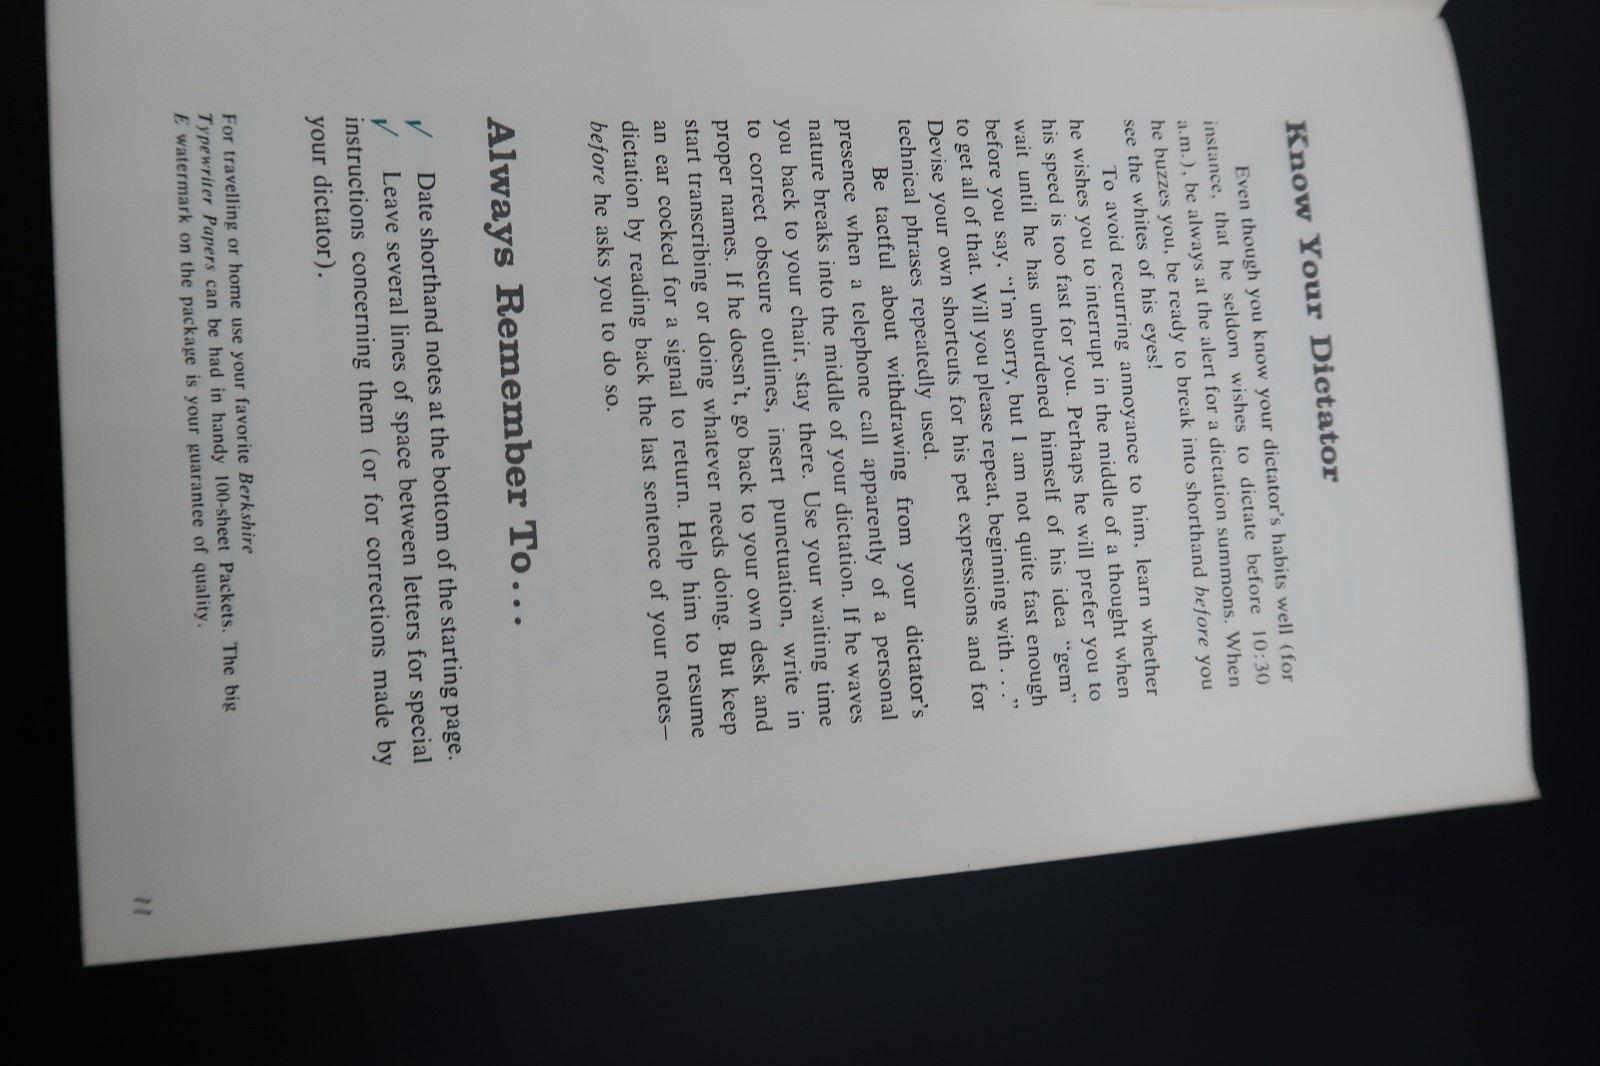 Know Your Dictator
Even though you know your dictator's habits well (for
instance, that he seldom wishes to dictate before 10:30
a.m.), be always at the alert for a dictation summons. When
he buzzes you, be ready to break into shorthand before you
see the whites of his eyes!
To avoid recurring annoyance to him, learn whether
he wishes you to interrupt in the middle of a thought when
his speed is too fast for you. Perhaps he will prefer you to
wait until he has unburdened himself of his idea “gem”
before you say, “I'm sorry, but I am not quite fast enough
to get all of that. Will you please repeat, beginning with . . . ”
Devise your own shortcuts for his pet expressions and for
technical phrases repeatedly used.
Be tactful about withdrawing from your dictator's
presence when a telephone call apparently of a personal
nature breaks into the middle of your dictation. If he waves
you back to your chair, stay there. Use your waiting time
to correct obscure outlines, insert punctuation, write in
proper names. If he doesn't, go back to your own desk and
start transcribing or doing whatever needs doing. But keep
an ear cocked for a signal to return. Help him to resume
dictation by reading back the last sentence of your notes—
before he asks you to do so.
Always Remember To...
✓ Date shorthand notes at the bottom of the starting page.
✓ Leave several lines of space between letters for special
instructions concerning them (or for corrections made by
your dictator).
For travelling or home use your favorite Berkshire
Typewriter Papers can be had in handy 100-sheet Packets. The big
E watermark on the package is your guarantee of quality.
11